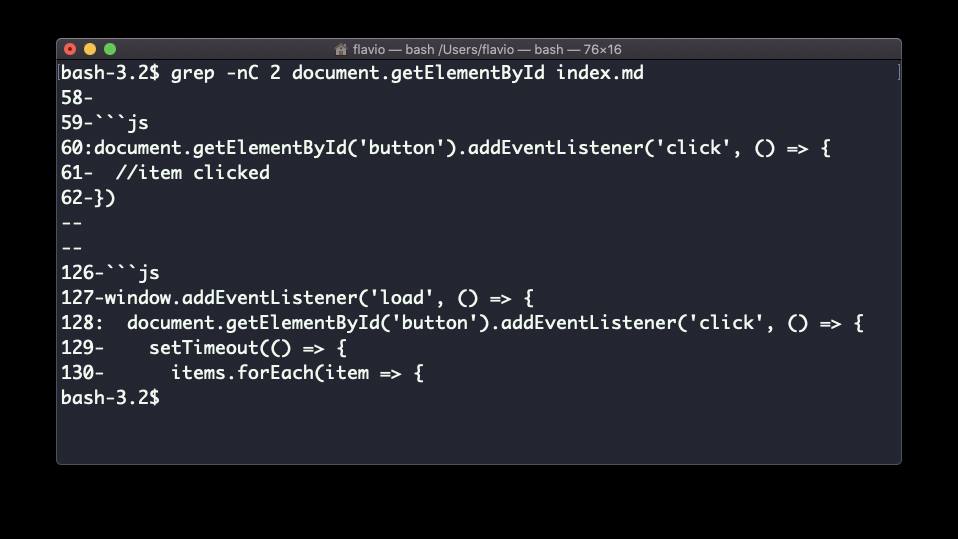 flavio — bash /Users/flavio — bash — 76×16
bash-3.2$ grep -nC 2 document.getElementById index.md
58-
59-```js
60:document.getElementById('button').addEventListener('click', () => {
61-  //item clicked
62-})
--
--
126-```js
127-window.addEventListener('load', () => {
128:  document.getElementById('button').addEventListener('click', () => {
129-    setTimeout(() => {
130-      items.forEach(item => {
bash-3.2$